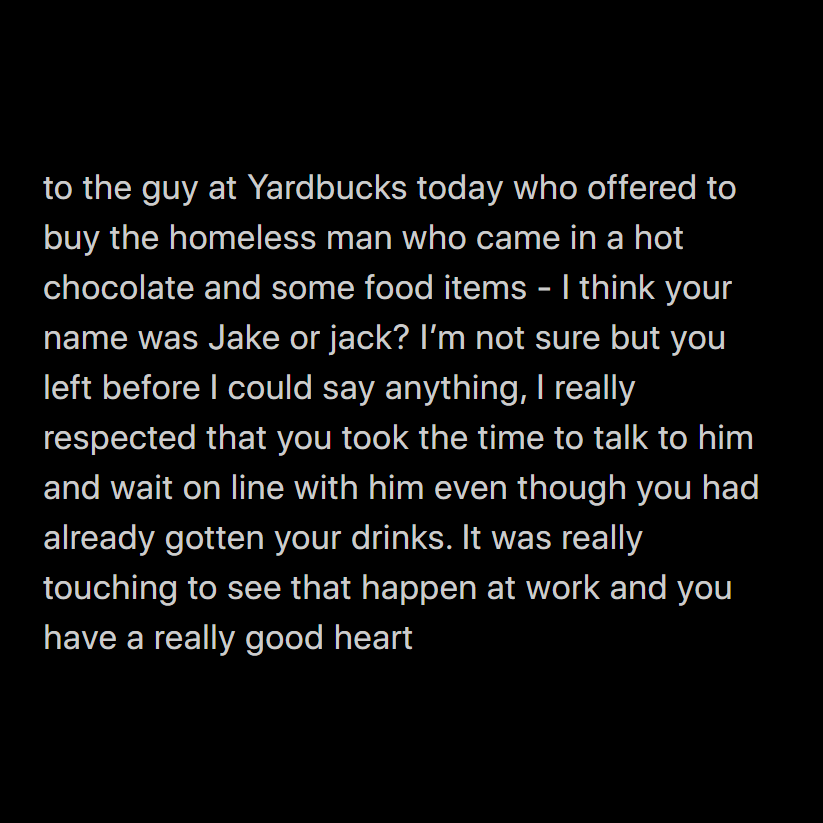 to the guy at Yardbucks today who offered to
buy the homeless man who came in a hot
chocolate and some food items - I think your
name was Jake or jack? I’m not sure but you
left before I could say anything, I really
respected that you took the time to talk to him
and wait on line with him even though you had
already gotten your drinks. It was really
touching to see that happen at work and you
have a really good heart